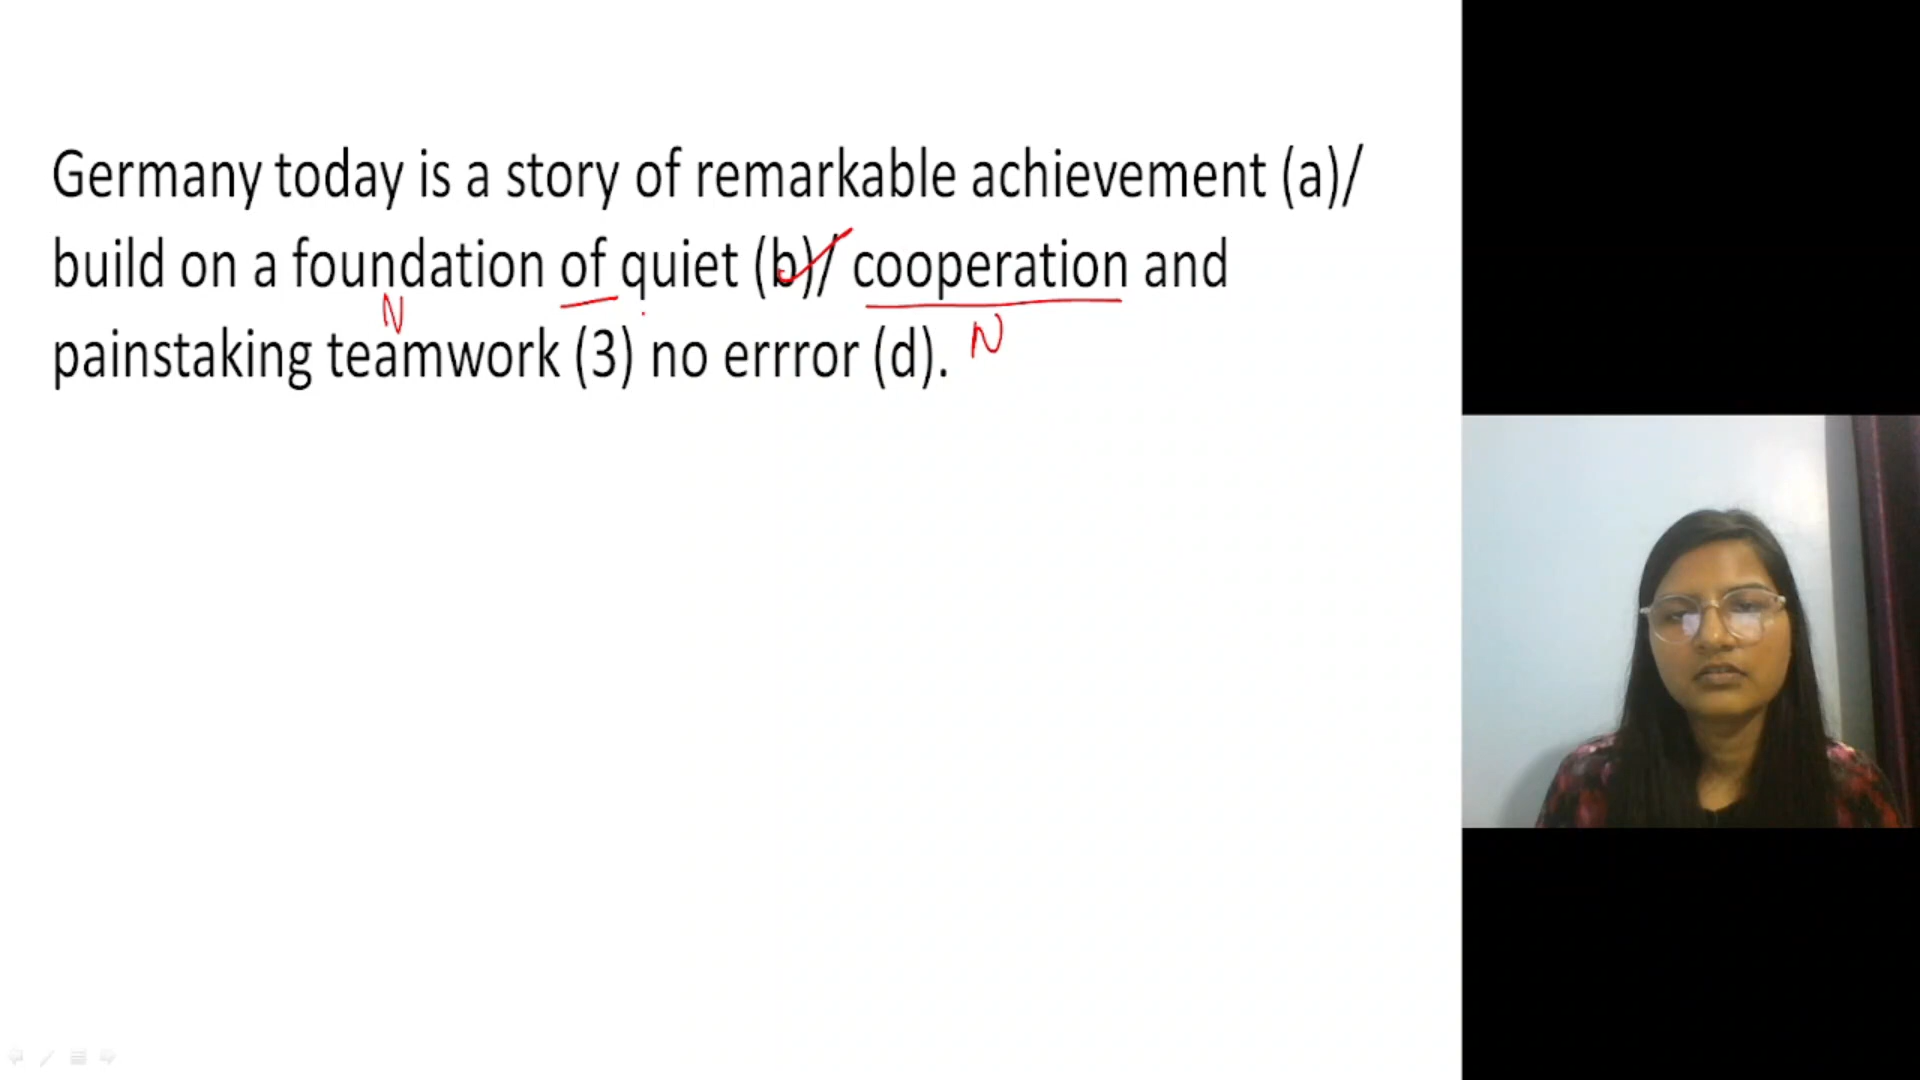 Germany today is a story of remarkable achievement (a)/
build on a foundation of quiet (b)/ cooperation and
N
painstaking teamwork (3) no errror (d).
N